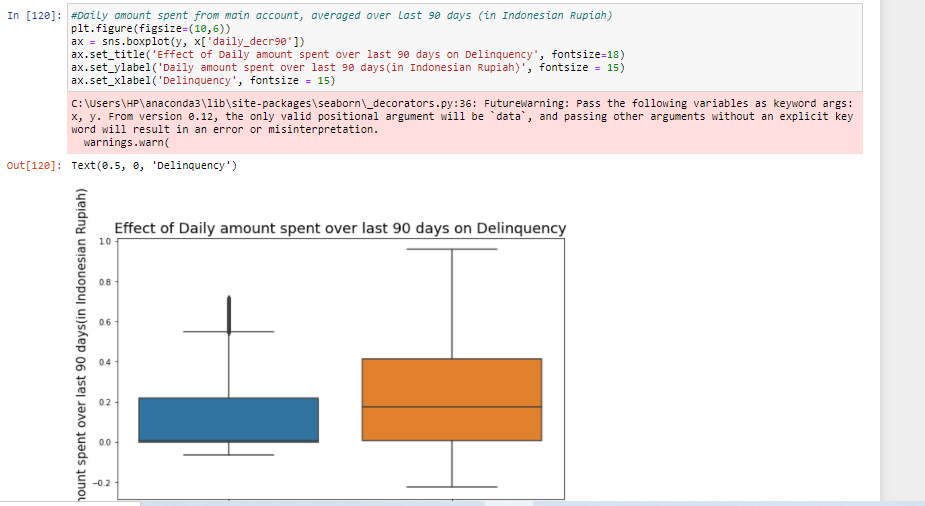 In [120]: #Daily amount spent from main account, averaged over last 90 days (in Indonesian Rupiah)
plt.figure(figsize=(10,6))
ax = sns.boxplot(y, x['daily_decr90'])
ax.set_title('Effect of Daily amount spent over last 90 days on Delinquency', fontsize=18)
ax.set_ylabel('Daily amount spent over last 90 days(in Indonesian Rupiah)', fontsize = 15)
ax.set_xlabel('Delinquency', fontsize = 15)
C:\Users\HP\anaconda3\lib\site-packages\seaborn\_decorators.py:36: FutureWarning: Pass the following variables as keyword args:
x, y. From version 0.12, the only valid positional argument will be `data`, and passing other arguments without an explicit key
word will result in an error or misinterpretation.
warnings.warn(
Out[120]: Text(0.5, 0, 'Delinquency')
Effect of Daily amount spent over last 90 days on Delinquency
spent over last 90 days(in Indonesian Rupiah)
1.0
0.8
0.6
0.4
0.2
0.0
−0.2